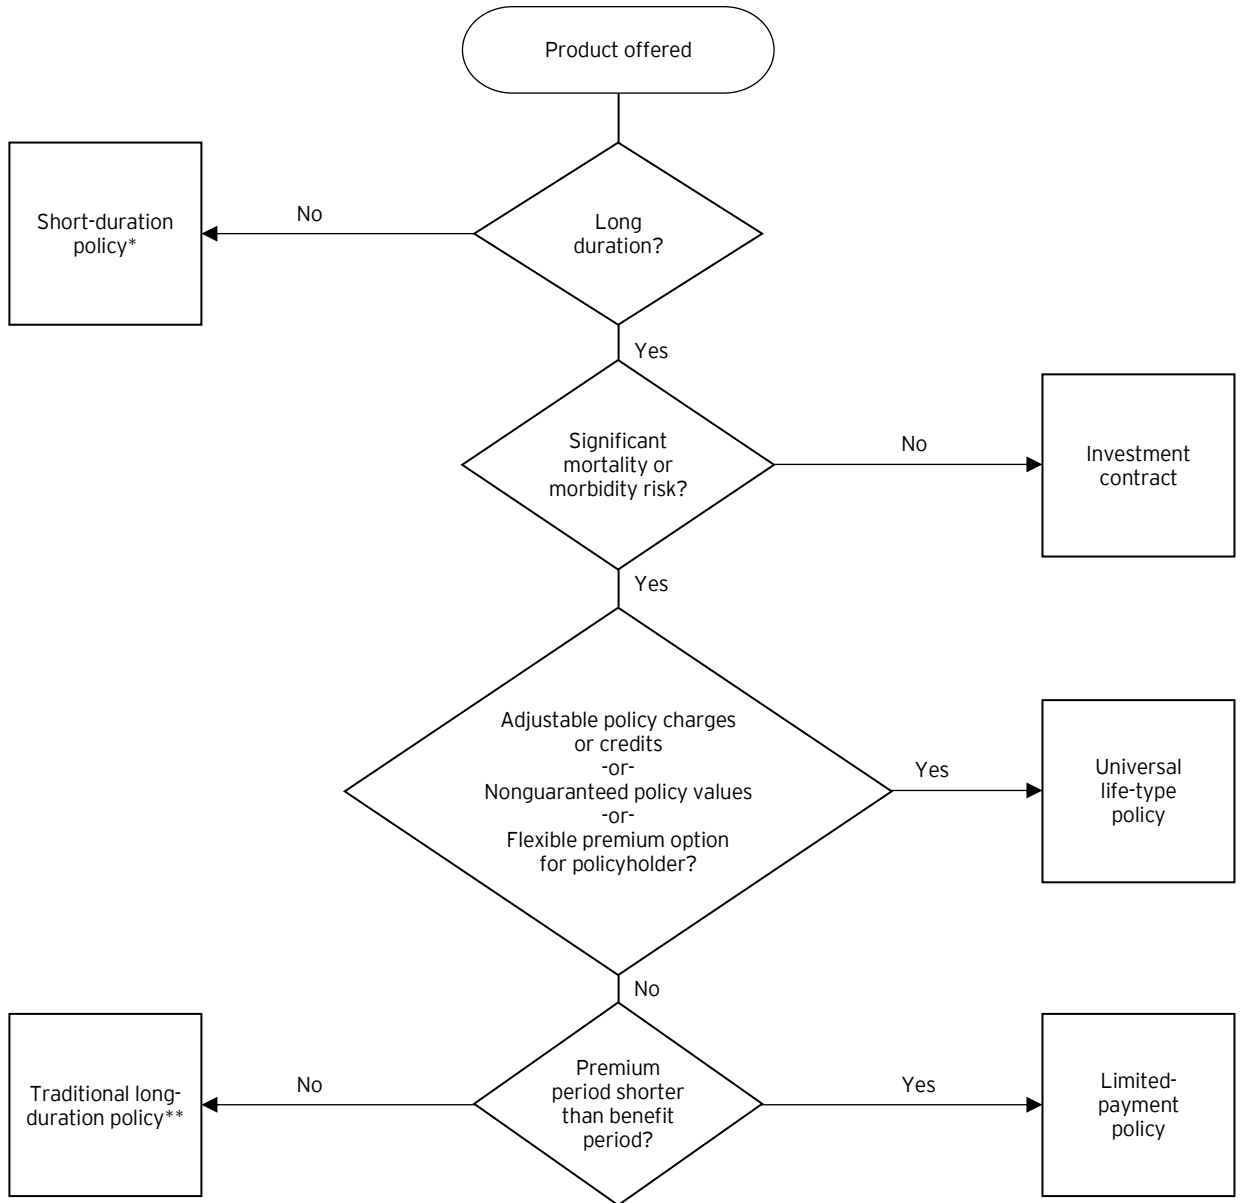 Product offered
Long
duration?
No
Short-duration
policy*
Yes
Significant
mortality or
morbidity risk?
No
Investment
contract
Yes
Adjustable policy charges
or credits
-or-
Nonguaranteed policy values
-or-
Flexible premium option
for policyholder?
Yes
Universal
life-type
policy
No
Premium
period shorter
than benefit
period?
No
Traditional long-
duration policy**
Yes
Limited-
payment
policy